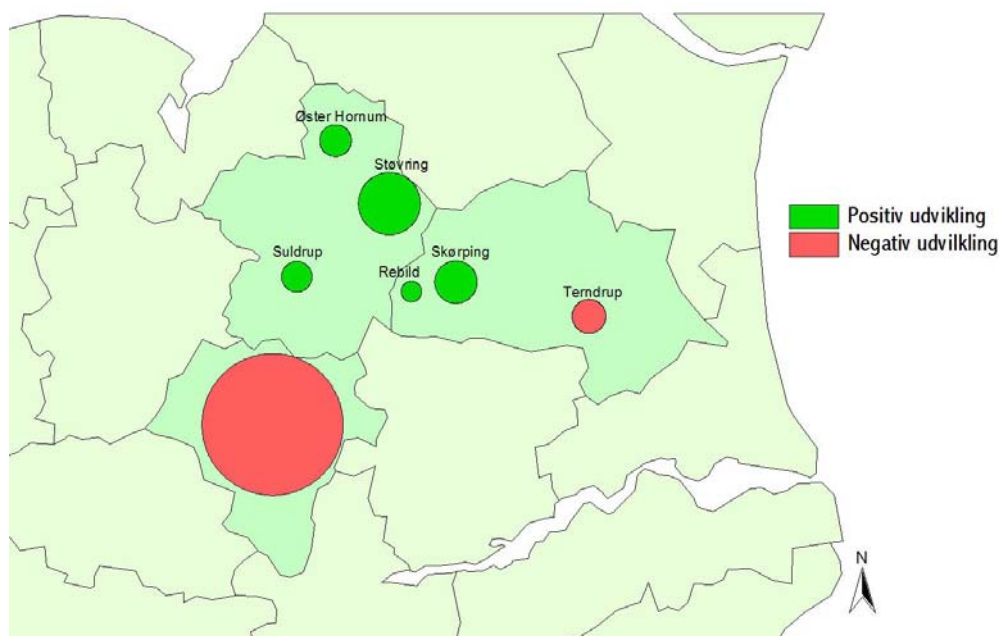 Øster Hornum
Støvring
Suldrup
Rebild
Skørping
Terndrup
Positiv udvikling
Negativ udvilkling
N